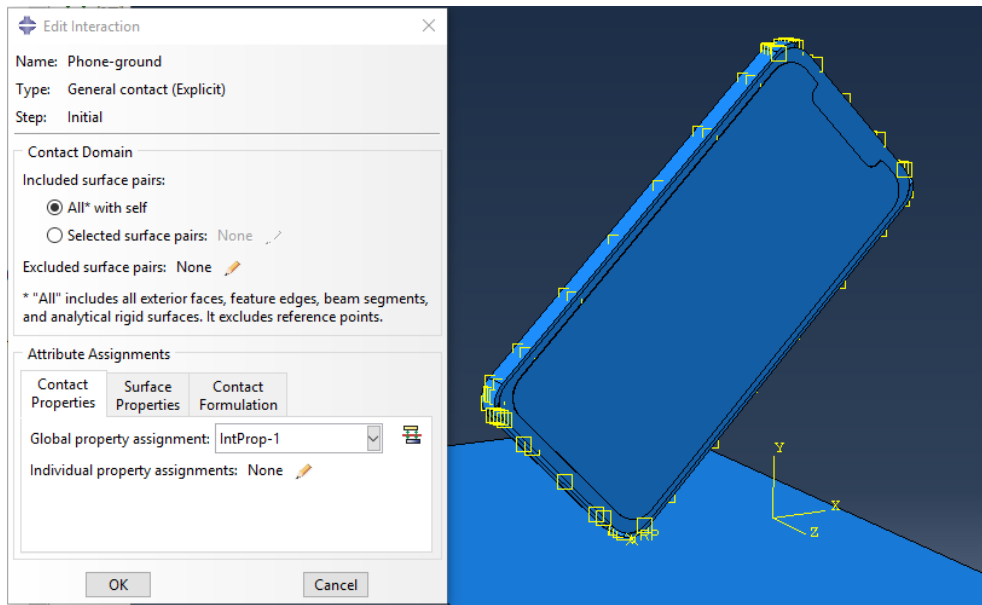 Edit Interaction
Name: Phone-ground
Type: General contact (Explicit)
Step: Initial
Contact Domain
Included surface pairs:
All* with self
Selected surface pairs: None
Excluded surface pairs: None
* "All" includes all exterior faces, feature edges, beam segments,
and analytical rigid surfaces. It excludes reference points.
Attribute Assignments
Contact Properties
Surface Properties
Contact Formulation
Global property assignment: IntProp-1
Individual property assignments: None
OK
Cancel
RP
Y
X
Z